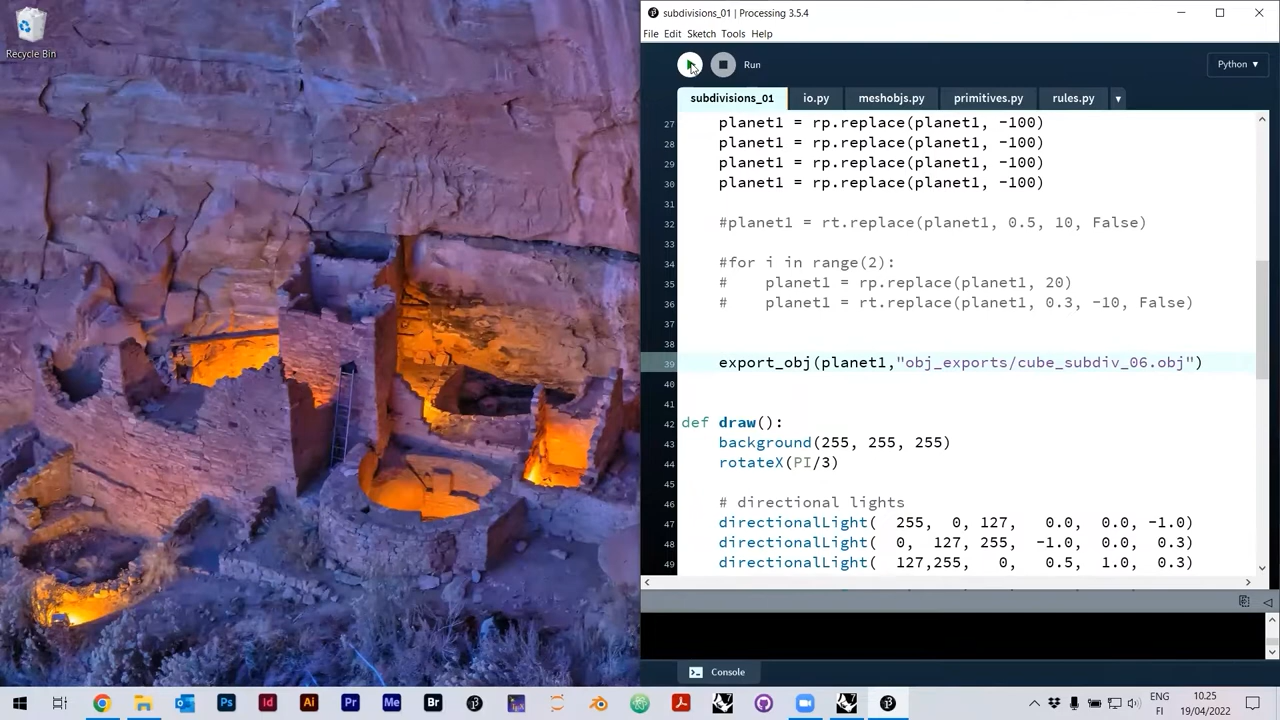 Recycle Bin
subdivisions_01 | Processing 3.5.4
File Edit Sketch Tools Help
Run
Python ▾
subdivisions_01 io.py meshobjs.py primitives.py rules.py
27 planet1 = rp.replace(planet1, -100)
28 planet1 = rp.replace(planet1, -100)
29 planet1 = rp.replace(planet1, -100)
30 planet1 = rp.replace(planet1, -100)
31
32 #planet1 = rt.replace(planet1, 0.5, 10, False)
33
34 #for i in range(2):
35 #    planet1 = rp.replace(planet1, 20)
36 #    planet1 = rt.replace(planet1, 0.3, -10, False)
37
38
39 export_obj(planet1,"obj_exports/cube_subdiv_06.obj")
40
41
42 def draw():
43 background(255, 255, 255)
44 rotateX(PI/3)
45
46 # directional lights
47 directionalLight( 255, 0, 127, 0.0, 0.0, -1.0)
48 directionalLight( 0, 127, 255, -1.0, 0.0, 0.3)
49 directionalLight( 127,255, 0, 0.5, 1.0, 0.3)
Console
Ps Id Ai Pr Me Br
ENG 10.25
FI 19/04/2022